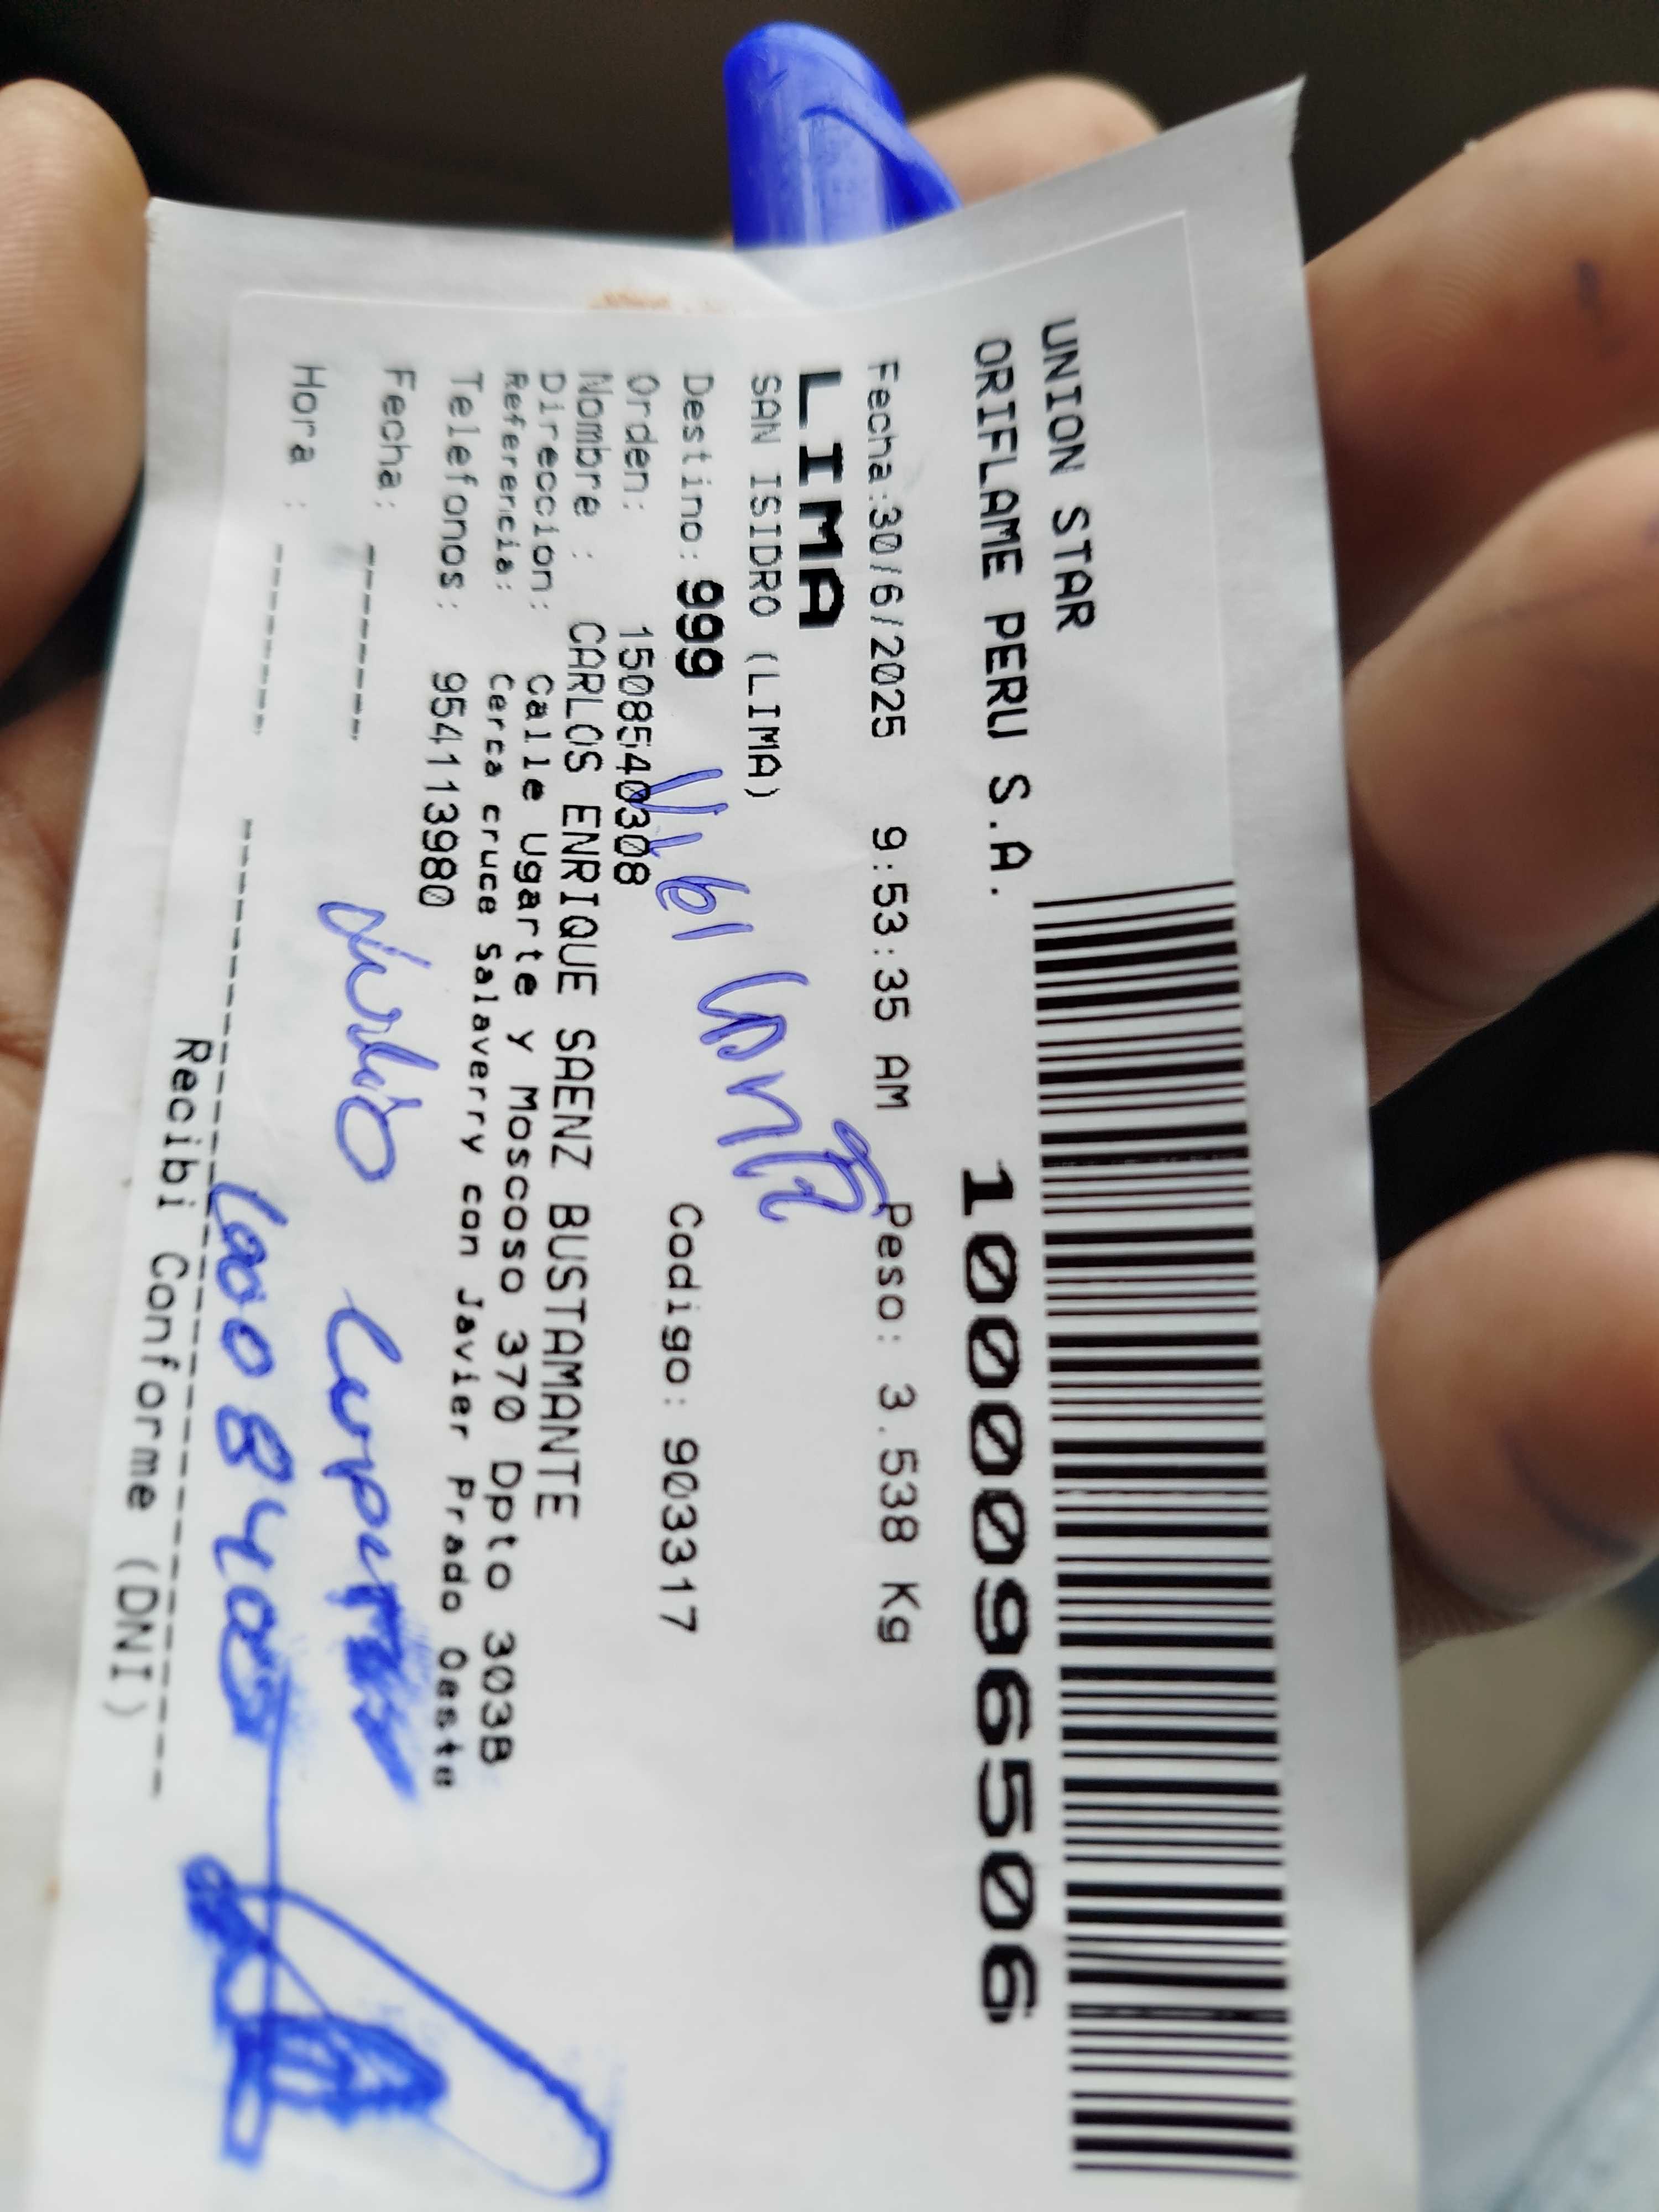 UNION STAR
ORIFLAME PERU S.A.
1000096506
Fecha:30/6/2025 9:53:35 AM Peso: 3.538 Kg
LIMA
SAN ISIDRO (LIMA)
Destino: 999 Codigo: 903317
Orden: 1508540308
Nombre : CARLOS ENRIQUE SAENZ BUSTAMANTE
Direccion: Calle Ugarte y Moscoso 370 Dpto 303B
Referencia: Cerca cruce Salaverry con Javier Prado Oeste
Telefonos: 954113980
Fecha:
Hora :
Recibi Conforme (DNI)